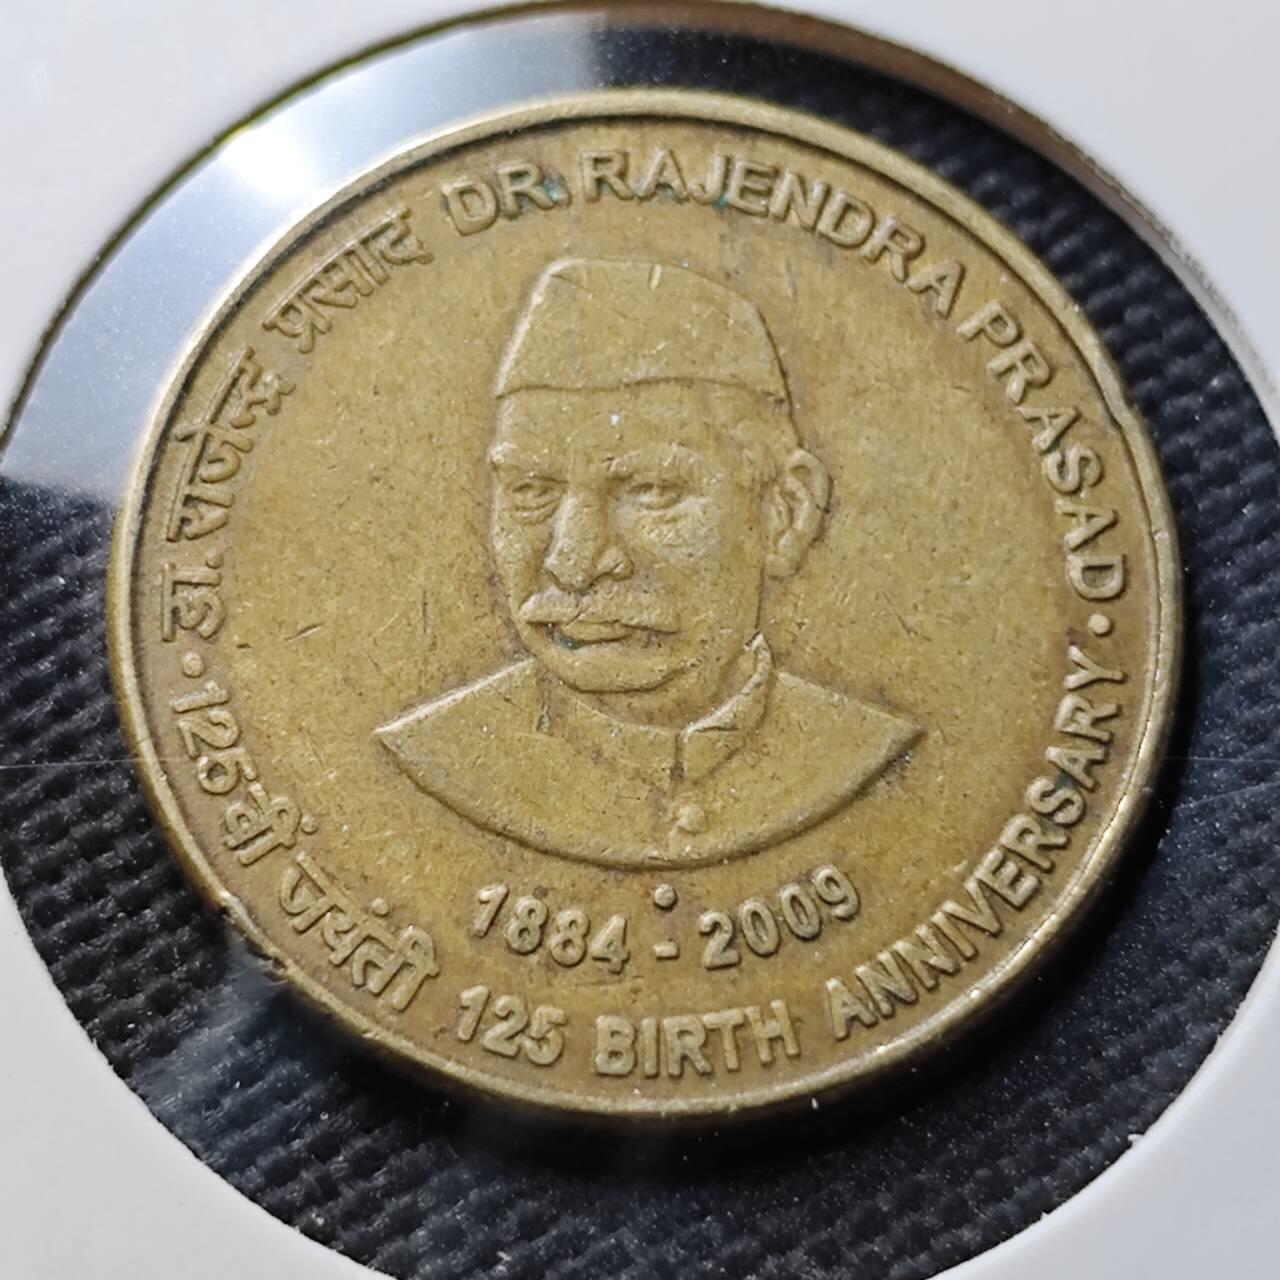 डा. राजेन्द्र प्रसाद DR. RAJENDRA PRASAD
125वीं जयंती 125 BIRTH ANNIVERSARY
1884 - 2009